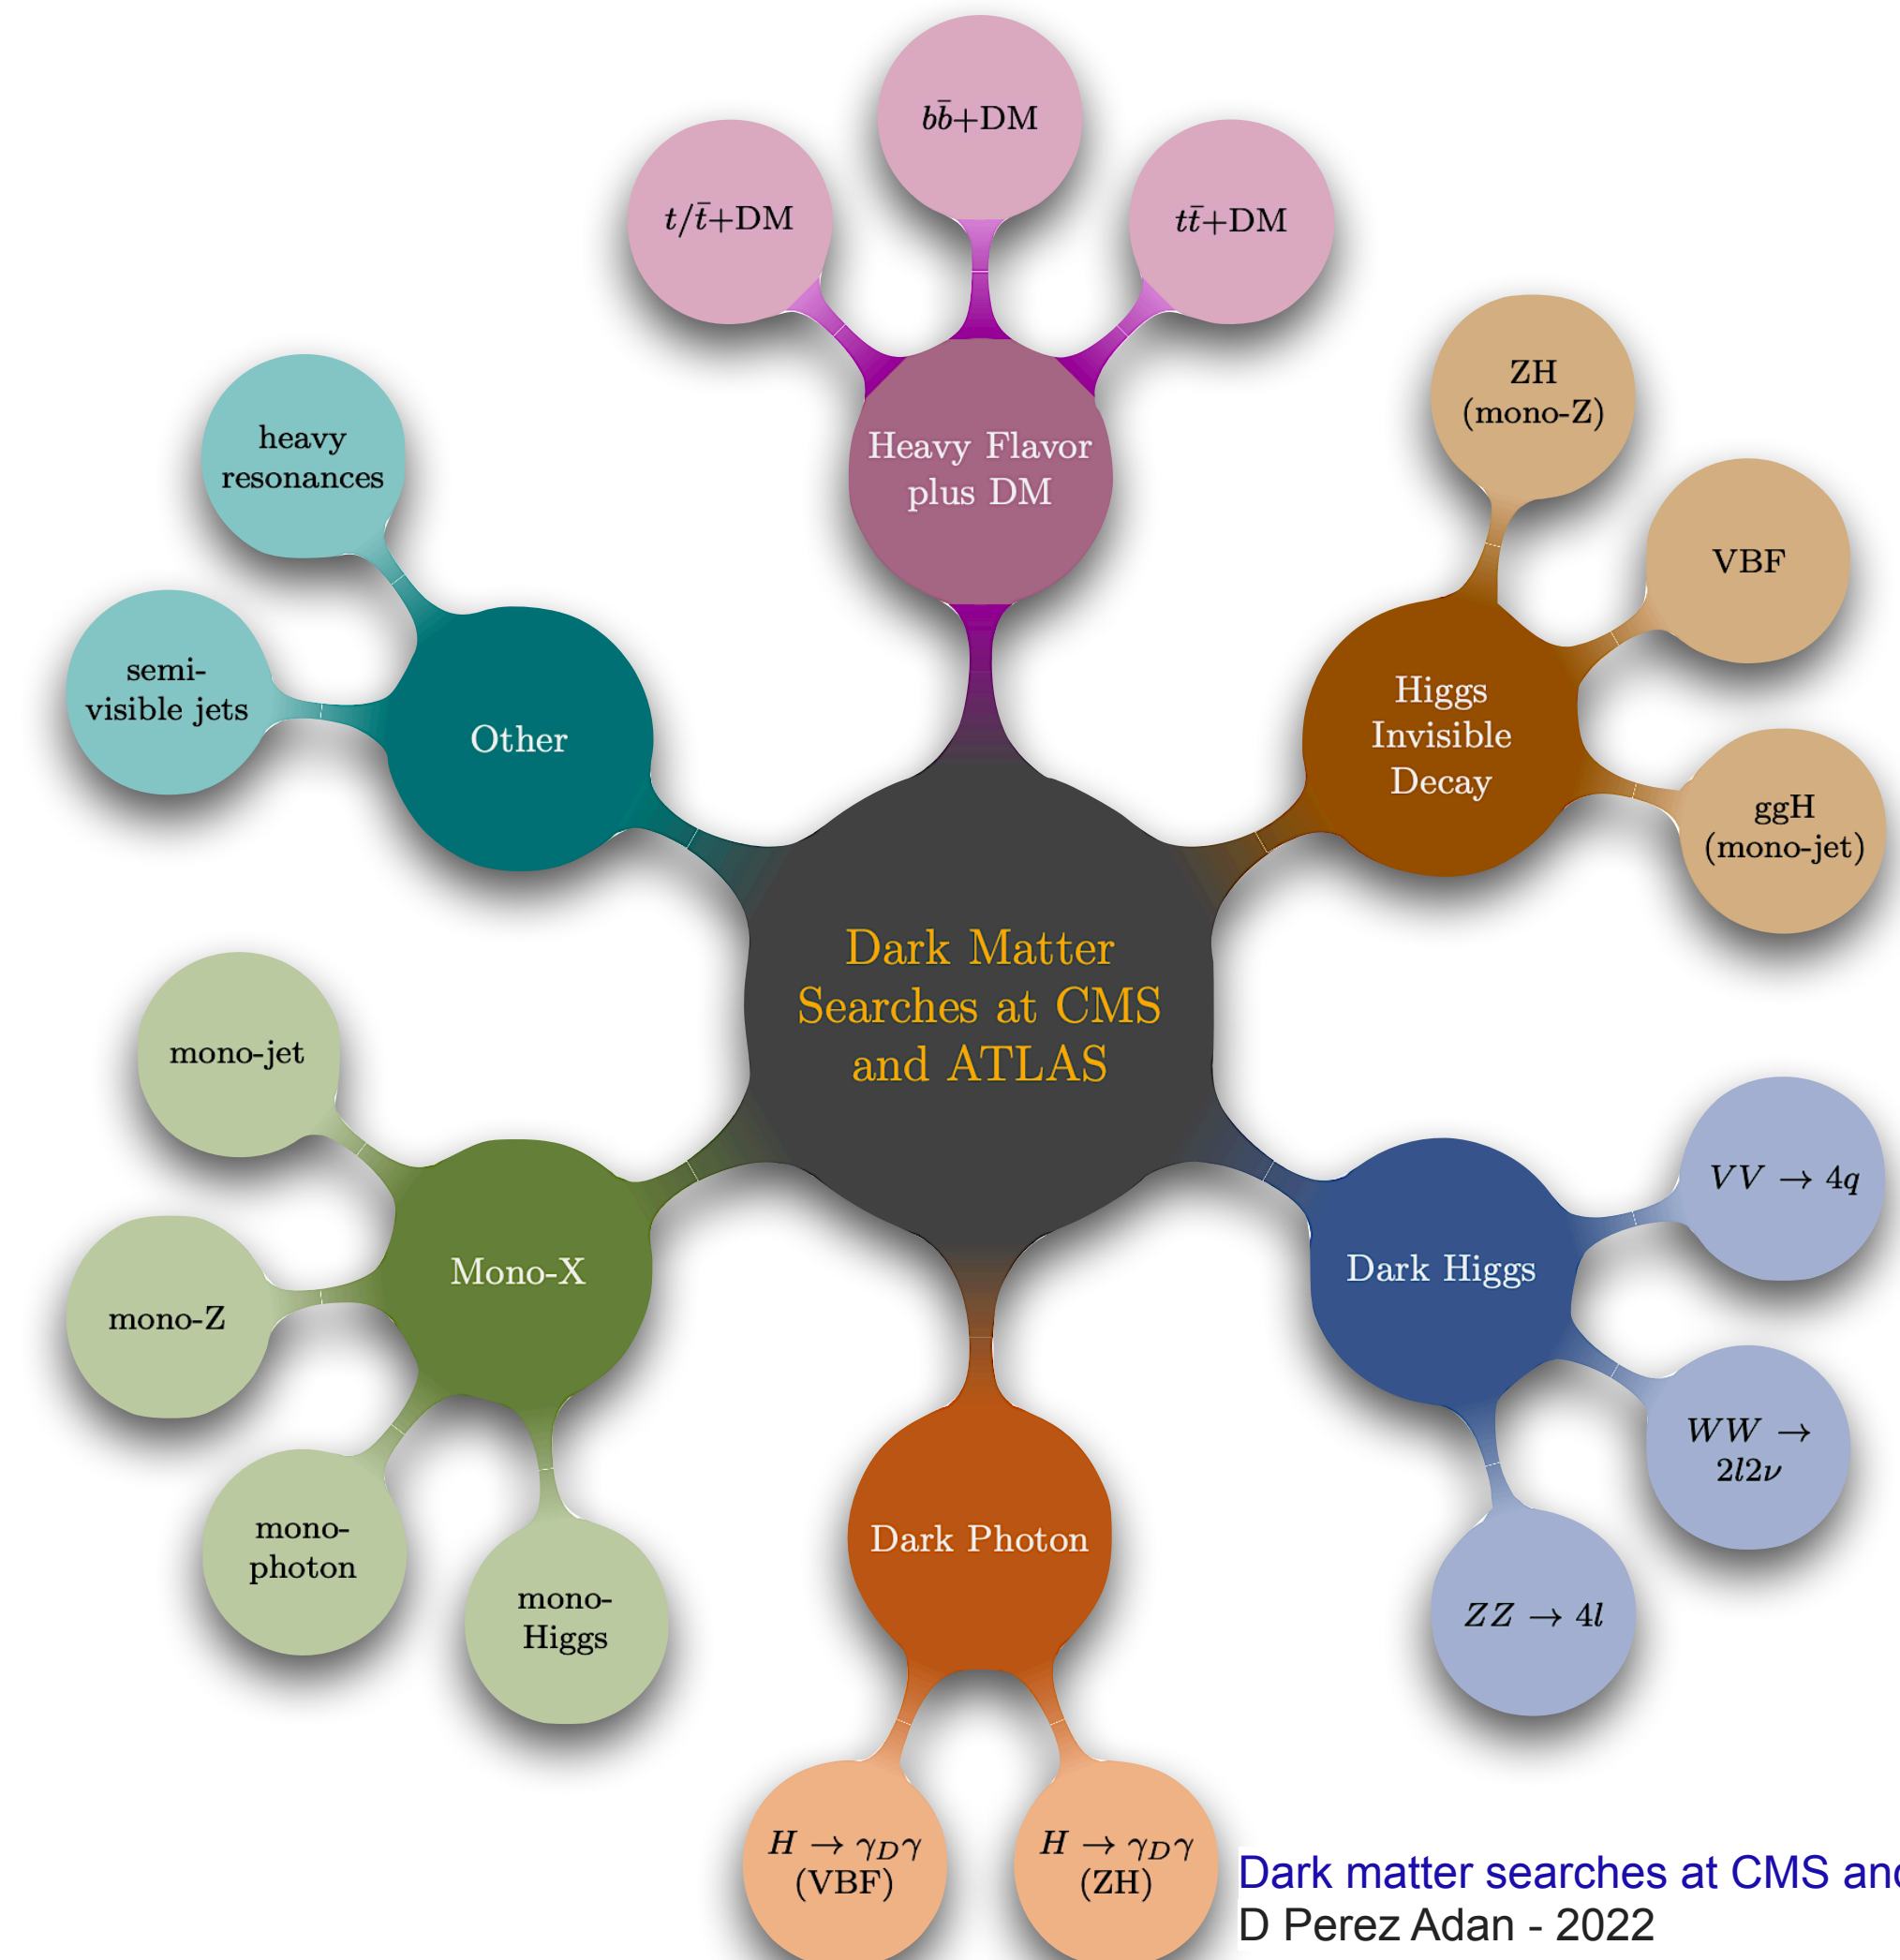 bb̄+DM
t/t̄+DM
tt̄+DM
Heavy Flavor
plus DM
ZH
(mono-Z)
VBF
ggH
(mono-jet)
Higgs
Invisible
Decay
heavy
resonances
semi-
visible jets
Other
Dark Matter
Searches at CMS
and ATLAS
mono-jet
mono-Z
mono-
photon
mono-
Higgs
Mono-X
Dark Higgs
VV → 4q
WW →
2l2ν
ZZ → 4l
Dark Photon
H → γ_Dγ
(VBF)
H → γ_Dγ
(ZH)
Dark matter searches at CMS
D Perez Adan - 2022